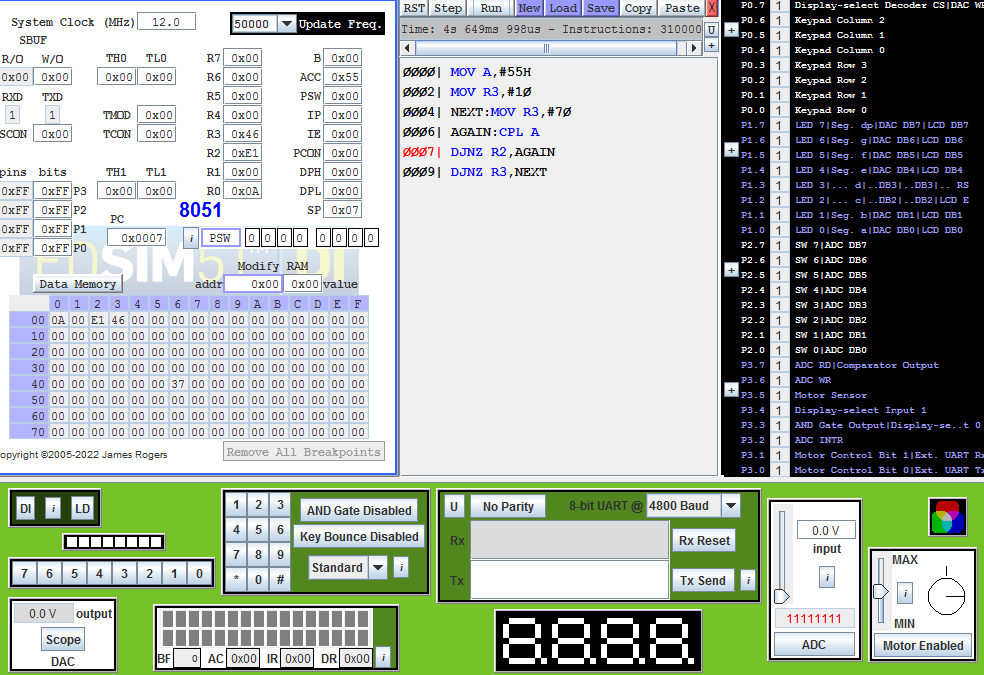 System Clock (MHz) 12.0 50000 Update Freq.
SBUF
R/O W/O TH0 TL0 R7 0x00 B 0x00
0x00 0x00 0x00 0x00 R6 0x00 ACC 0x55
RXD TXD R5 0x00 PSW 0x00
1 1 TMOD 0x00 R4 0x00 IP 0x00
SCON 0x00 TCON 0x00 R3 0x46 IE 0x00
R2 0xE1 PCON 0x00
pins bits TH1 TL1 R1 0x00 DPH 0x00
0xFF 0xFF P3 0x00 0x00 R0 0x0A DPL 0x00
0xFF 0xFF P2 8051 SP 0x07
0xFF 0xFF P1 PC
0xFF 0xFF P0 0x0007 i PSW 0 0 0 0 0 0 0 0
EDSIM51 DI
Modify RAM
Data Memory addr 0x00 0x00 value
0 1 2 3 4 5 6 7 8 9 A B C D E F
00 0A 00 E1 46 00 00 00 00 00 00 00 00 00 00 00 00
10 00 00 00 00 00 00 00 00 00 00 00 00 00 00 00 00
20 00 00 00 00 00 00 00 00 00 00 00 00 00 00 00 00
30 00 00 00 00 00 00 00 00 00 00 00 00 00 00 00 00
40 00 00 00 00 00 00 37 00 00 00 00 00 00 00 00 00
50 00 00 00 00 00 00 00 00 00 00 00 00 00 00 00 00
60 00 00 00 00 00 00 00 00 00 00 00 00 00 00 00 00
70 00 00 00 00 00 00 00 00 00 00 00 00 00 00 00 00
opyright ©2005-2022 James Rogers Remove All Breakpoints
RST Step Run New Load Save Copy Paste X
Time: 4s 649ms 998us - Instructions: 310000 U
+
0000| MOV A,#55H
0002| MOV R3,#10
0004| NEXT:MOV R3,#70
0006| AGAIN:CPL A
0007| DJNZ R2,AGAIN
0009| DJNZ R3,NEXT
P0.7 1 Display-select Decoder CS|DAC WR
P0.6 1 Keypad Column 2
+ P0.5 1 Keypad Column 1
P0.4 1 Keypad Column 0
P0.3 1 Keypad Row 3
P0.2 1 Keypad Row 2
P0.1 1 Keypad Row 1
P0.0 1 Keypad Row 0
P1.7 1 LED 7|Seg. dp|DAC DB7|LCD DB7
P1.6 1 LED 6|Seg. g|DAC DB6|LCD DB6
+ P1.5 1 LED 5|Seg. f|DAC DB5|LCD DB5
P1.4 1 LED 4|Seg. e|DAC DB4|LCD DB4
P1.3 1 LED 3|... d|..DB3|..DB3|.. RS
P1.2 1 LED 2|... c|..DB2|..DB2|LCD E
P1.1 1 LED 1|Seg. b|DAC DB1|LCD DB1
P1.0 1 LED 0|Seg. a|DAC DB0|LCD DB0
P2.7 1 SW 7|ADC DB7
P2.6 1 SW 6|ADC DB6
+ P2.5 1 SW 5|ADC DB5
P2.4 1 SW 4|ADC DB4
P2.3 1 SW 3|ADC DB3
P2.2 1 SW 2|ADC DB2
P2.1 1 SW 1|ADC DB1
P2.0 1 SW 0|ADC DB0
P3.7 1 ADC RD|Comparator Output
P3.6 1 ADC WR
+ P3.5 1 Motor Sensor
P3.4 1 Display-select Input 1
P3.3 1 AND Gate Output|Display-se..t 0
P3.2 1 ADC INTR
P3.1 1 Motor Control Bit 1|Ext. UART Rx
P3.0 1 Motor Control Bit 0|Ext. UART Tx
DI i LD
7 6 5 4 3 2 1 0
0.0 V output
Scope
DAC
1 2 3 AND Gate Disabled
4 5 6 Key Bounce Disabled
7 8 9 Standard i
* 0 #
BF 0 AC 0x00 IR 0x00 DR 0x00 i
U No Parity 8-bit UART @ 4800 Baud
Rx Rx Reset
Tx Tx Send i
8.8.8.8.
0.0 V
input
i
11111111
ADC
MAX
i
MIN
Motor Enabled